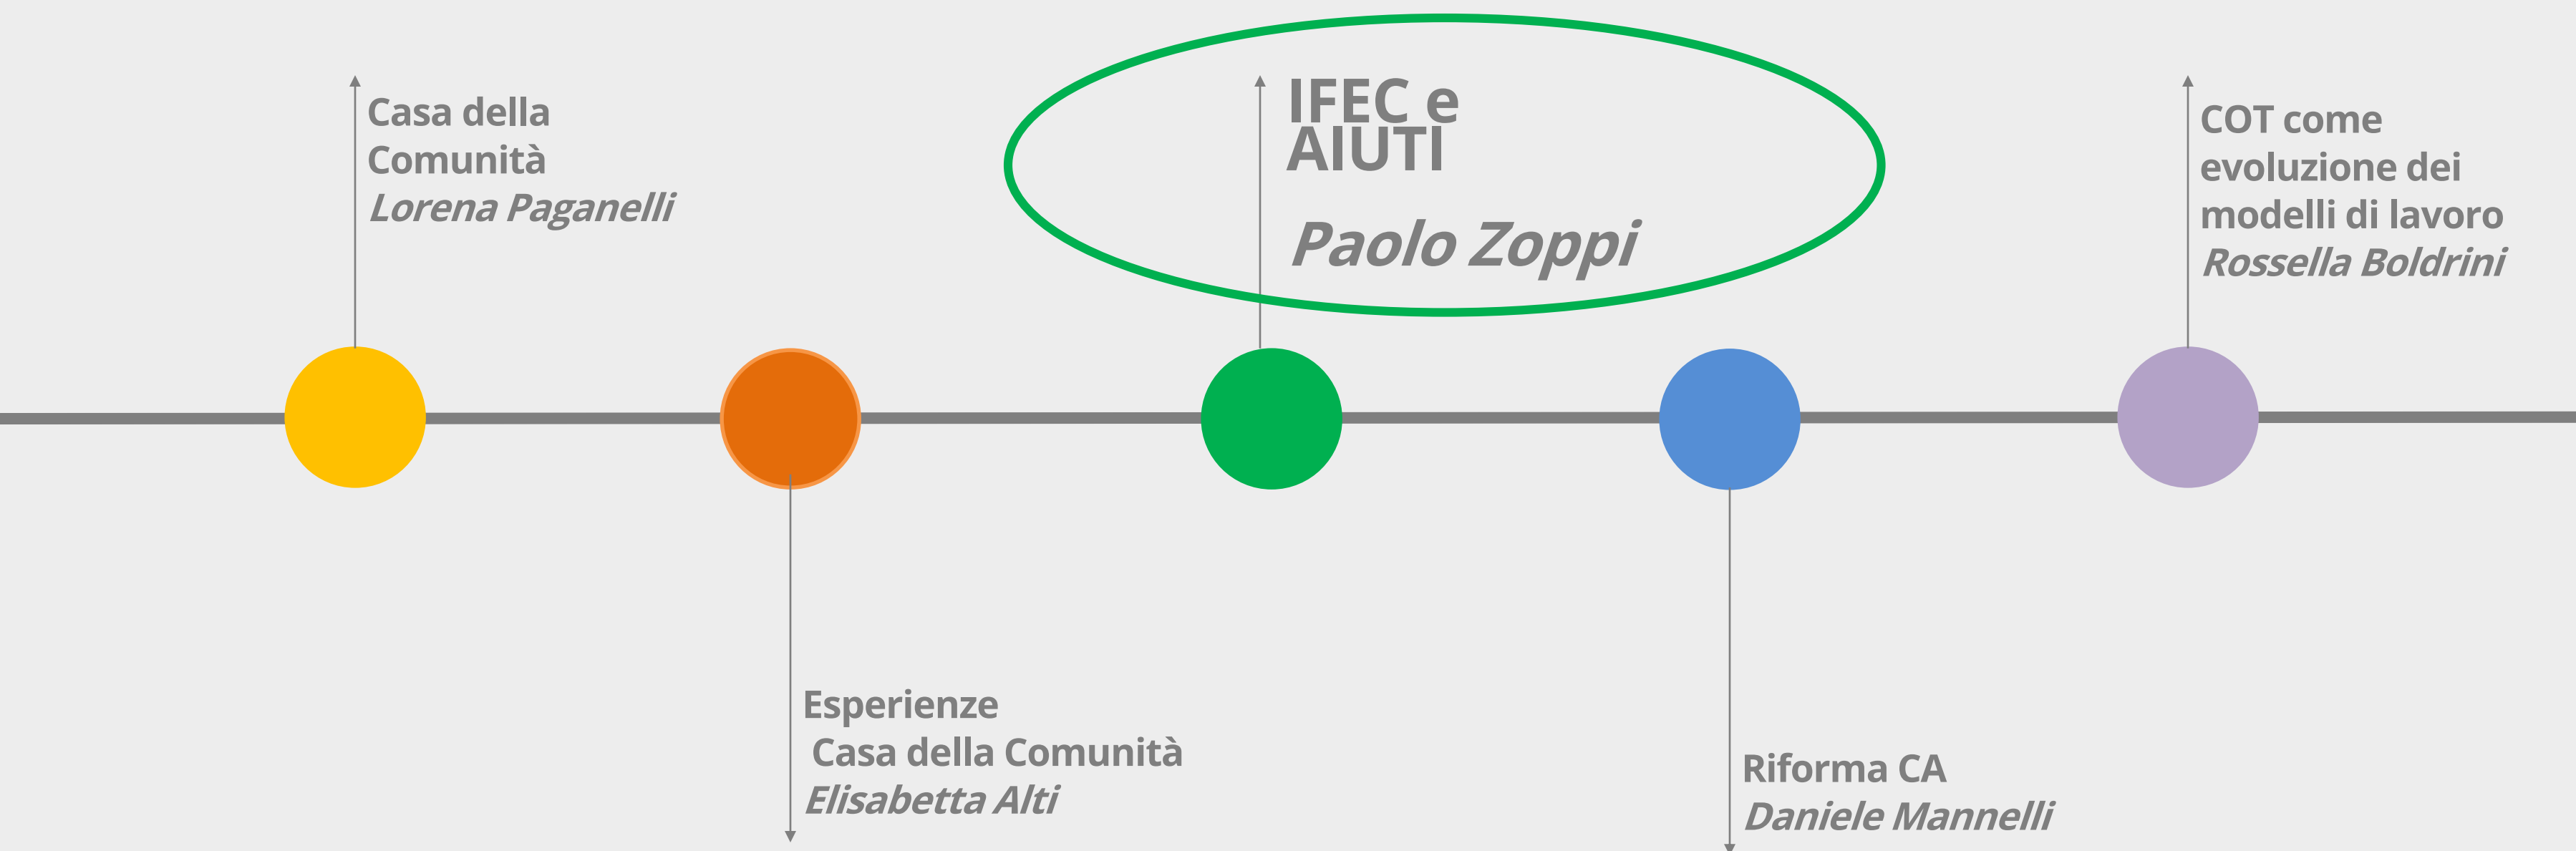 Casa della
Comunità
Lorena Paganelli
Esperienze
Casa della Comunità
Elisabetta Alti
IFEC e
AIUTI
Paolo Zoppi
Riforma CA
Daniele Mannelli
COT come
evoluzione dei
modelli di lavoro
Rossella Boldrini